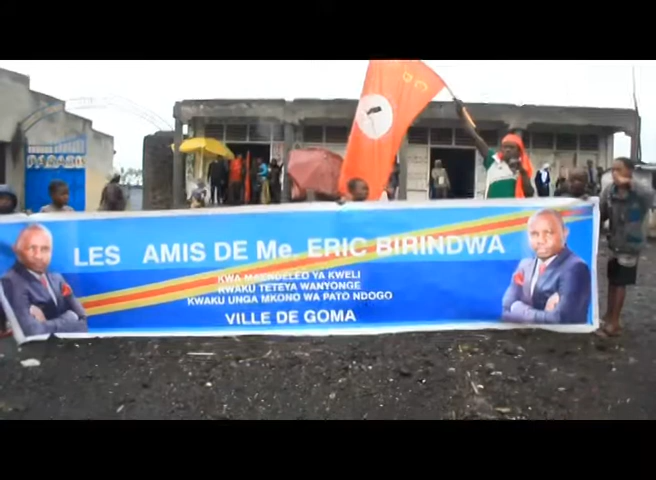 LES AMIS DE Me. ERIC BIRINDWA
KWA MAENDELEO YA KWELI
KWAKU TETEYA WANYONGE
KWAKU UNGA MKONO WA PATO NDOGO
VILLE DE GOMA